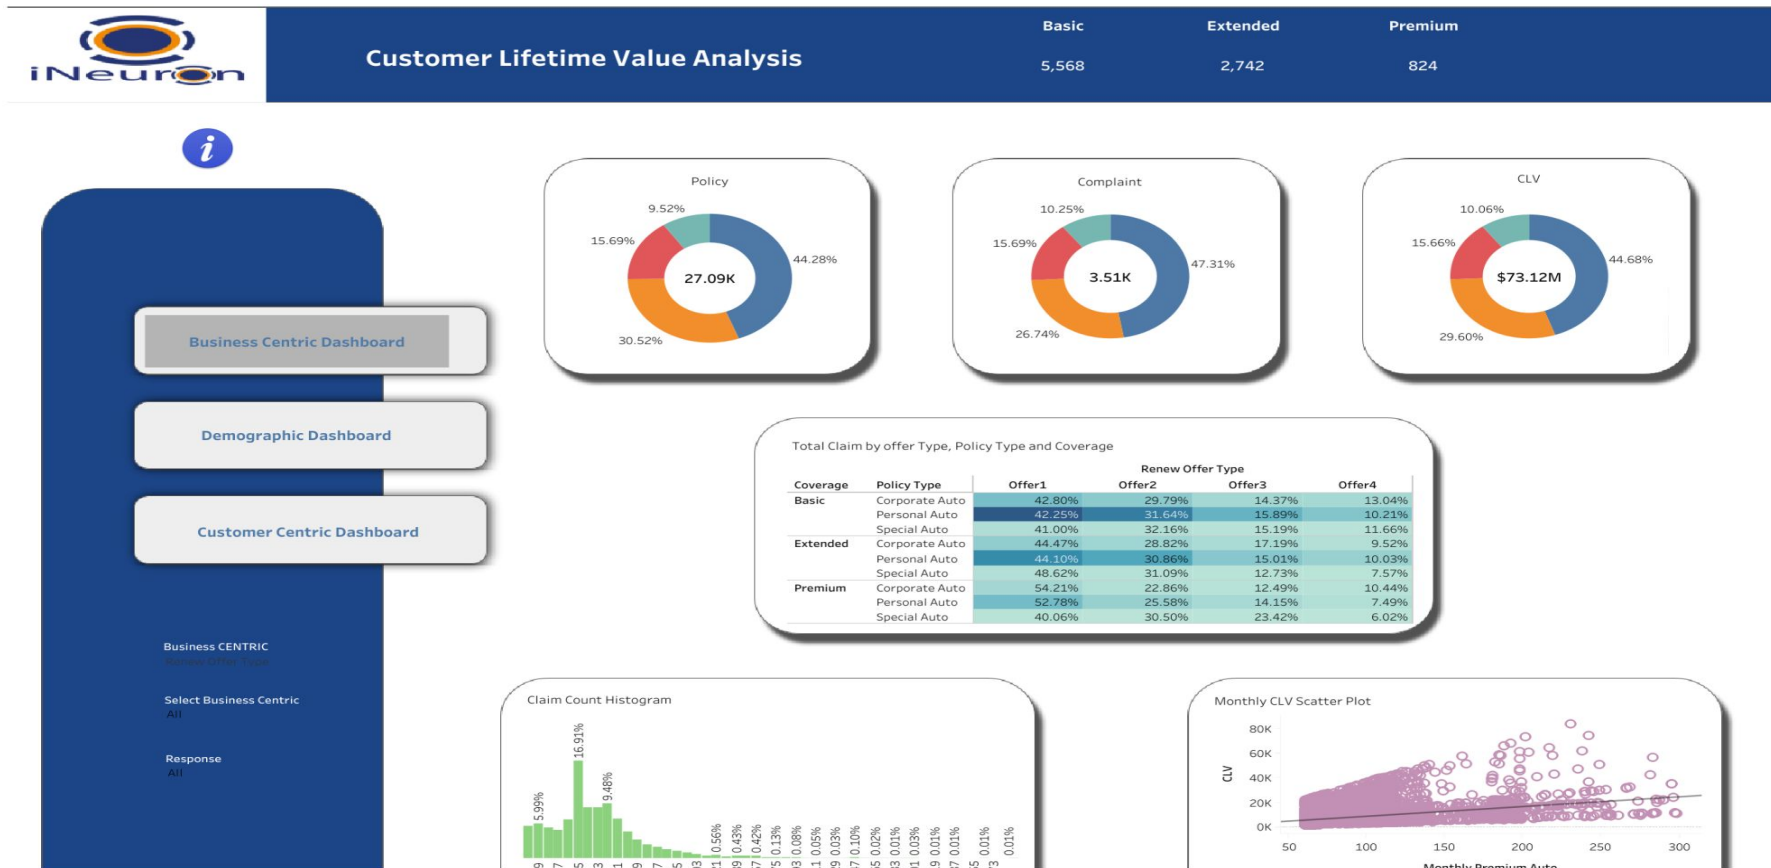 iNeuron
Customer Lifetime Value Analysis
Basic Extended Premium
5,568 2,742 824
i
Business Centric Dashboard
Demographic Dashboard
Customer Centric Dashboard
Business CENTRIC
Renew Offer Type
Select Business Centric
All
Response
All
Policy
9.52%
15.69%
44.28%
27.09K
30.52%
Complaint
10.25%
15.69%
47.31%
3.51K
26.74%
CLV
10.06%
15.66%
44.68%
$73.12M
29.60%
Total Claim by offer Type, Policy Type and Coverage
Renew Offer Type
Coverage Policy Type Offer1 Offer2 Offer3 Offer4
Basic Corporate Auto 42.80% 29.79% 14.37% 13.04%
Personal Auto 42.25% 31.64% 15.89% 10.21%
Special Auto 41.00% 32.16% 15.19% 11.66%
Extended Corporate Auto 44.47% 28.82% 17.19% 9.52%
Personal Auto 44.10% 30.86% 15.01% 10.03%
Special Auto 48.62% 31.09% 12.73% 7.57%
Premium Corporate Auto 54.21% 22.86% 12.49% 10.44%
Personal Auto 52.78% 25.58% 14.15% 7.49%
Special Auto 40.06% 30.50% 23.42% 6.02%
Claim Count Histogram
5.99%
16.91%
9.48%
0.56%
0.43%
0.42%
0.13%
0.08%
0.05%
0.03%
0.10%
0.02%
0.01%
0.03%
0.01%
0.01%
0.01%
0.01%
Monthly CLV Scatter Plot
CLV
80K
60K
40K
20K
0K
50 100 150 200 250 300
Monthly Premium Auto